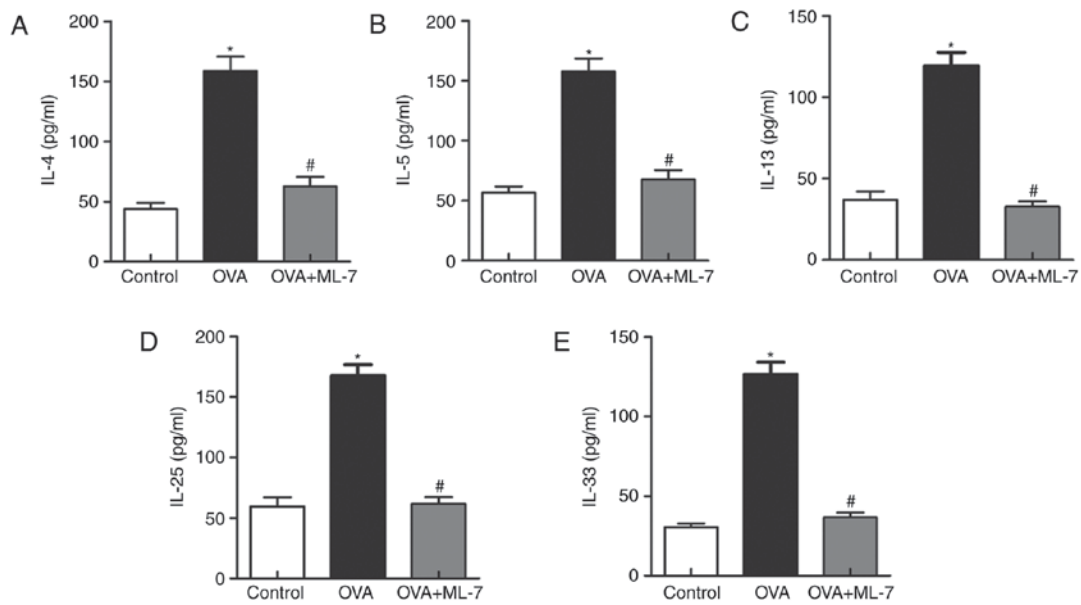 A
IL-4 (pg/ml)
200
150
100
50
0
*
#
Control OVA OVA+ML-7
B
IL-5 (pg/ml)
200
150
100
50
0
*
#
Control OVA OVA+ML-7
C
IL-13 (pg/ml)
150
100
50
0
*
#
Control OVA OVA+ML-7
D
IL-25 (pg/ml)
200
150
100
50
0
*
#
Control OVA OVA+ML-7
E
IL-33 (pg/ml)
150
100
50
0
*
#
Control OVA OVA+ML-7